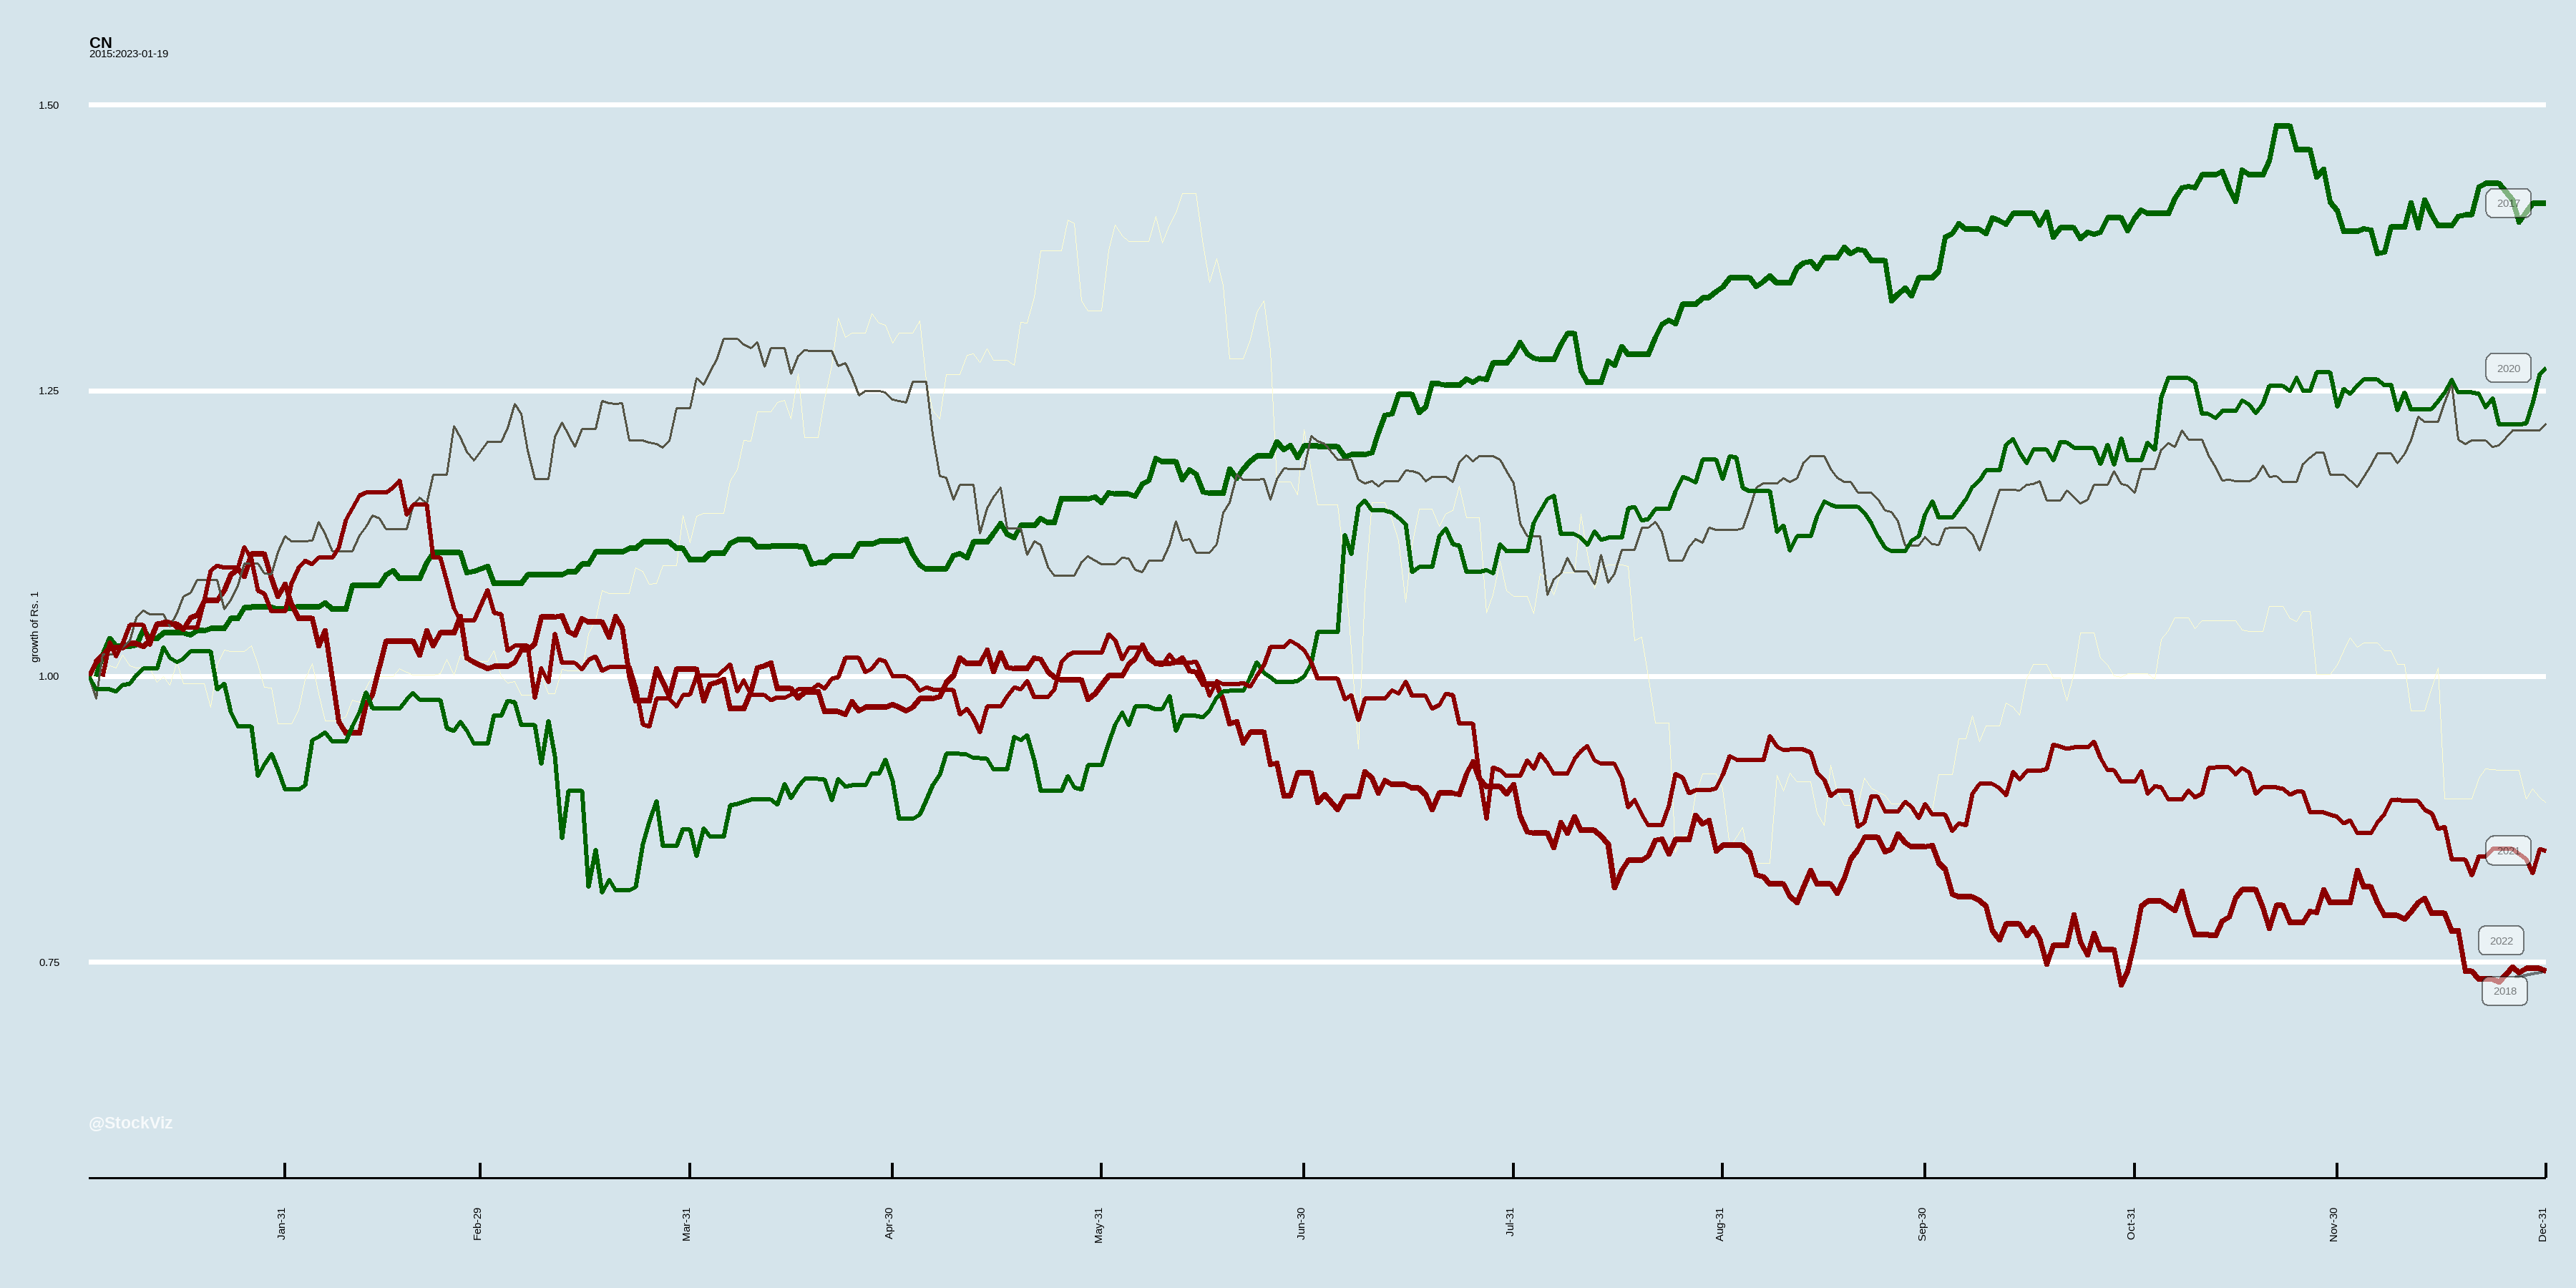 CN
2015:2023-01-19
1.50
1.25
1.00
0.75
growth of Rs. 1
2017
2020
2021
2022
2018
@StockViz
Jan-31
Feb-29
Mar-31
Apr-30
May-31
Jun-30
Jul-31
Aug-31
Sep-30
Oct-31
Nov-30
Dec-31